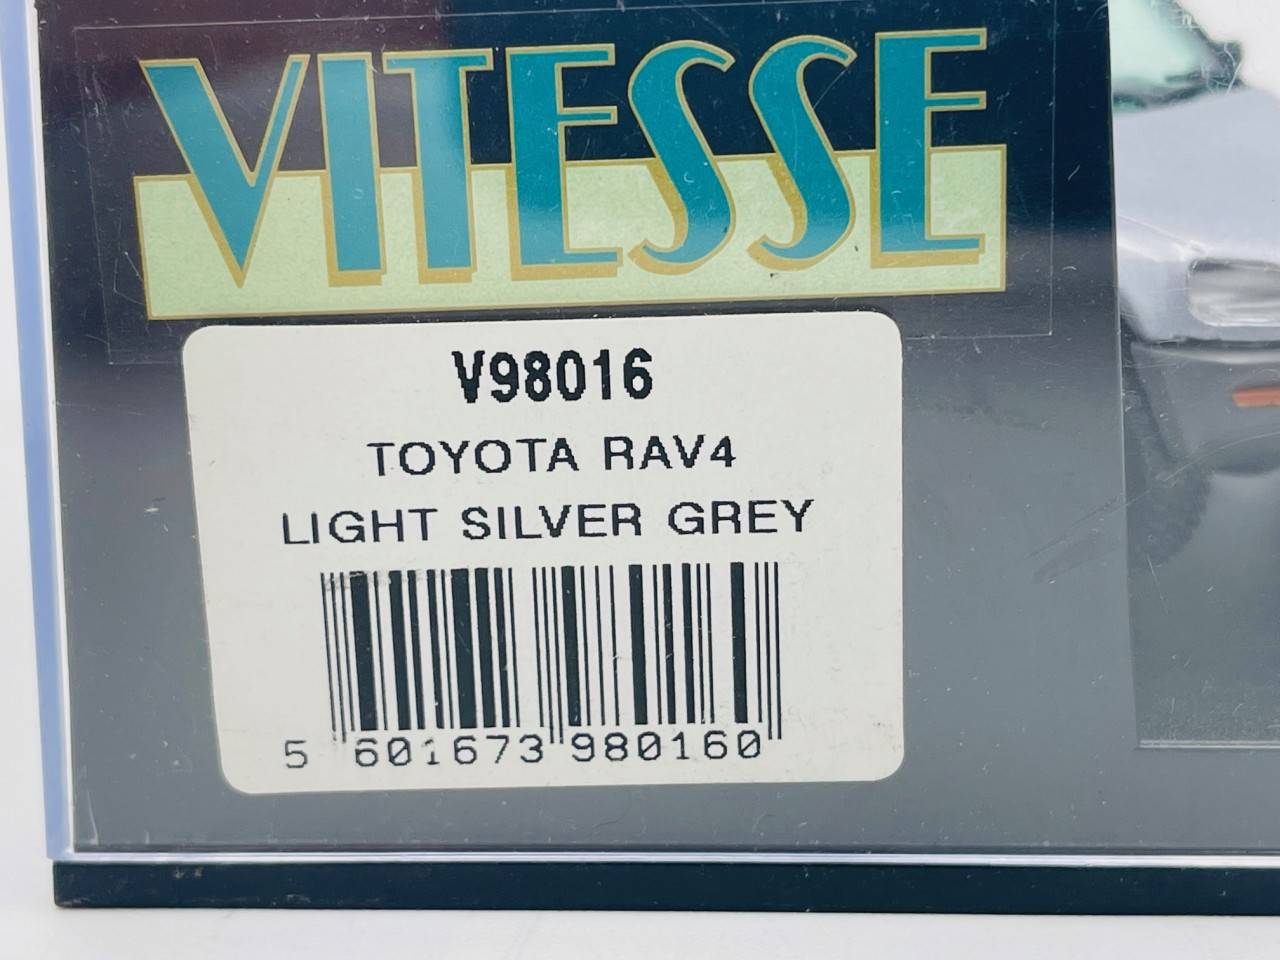 VITESSE
V98016
TOYOTA RAV4
LIGHT SILVER GREY
5 601673 980160